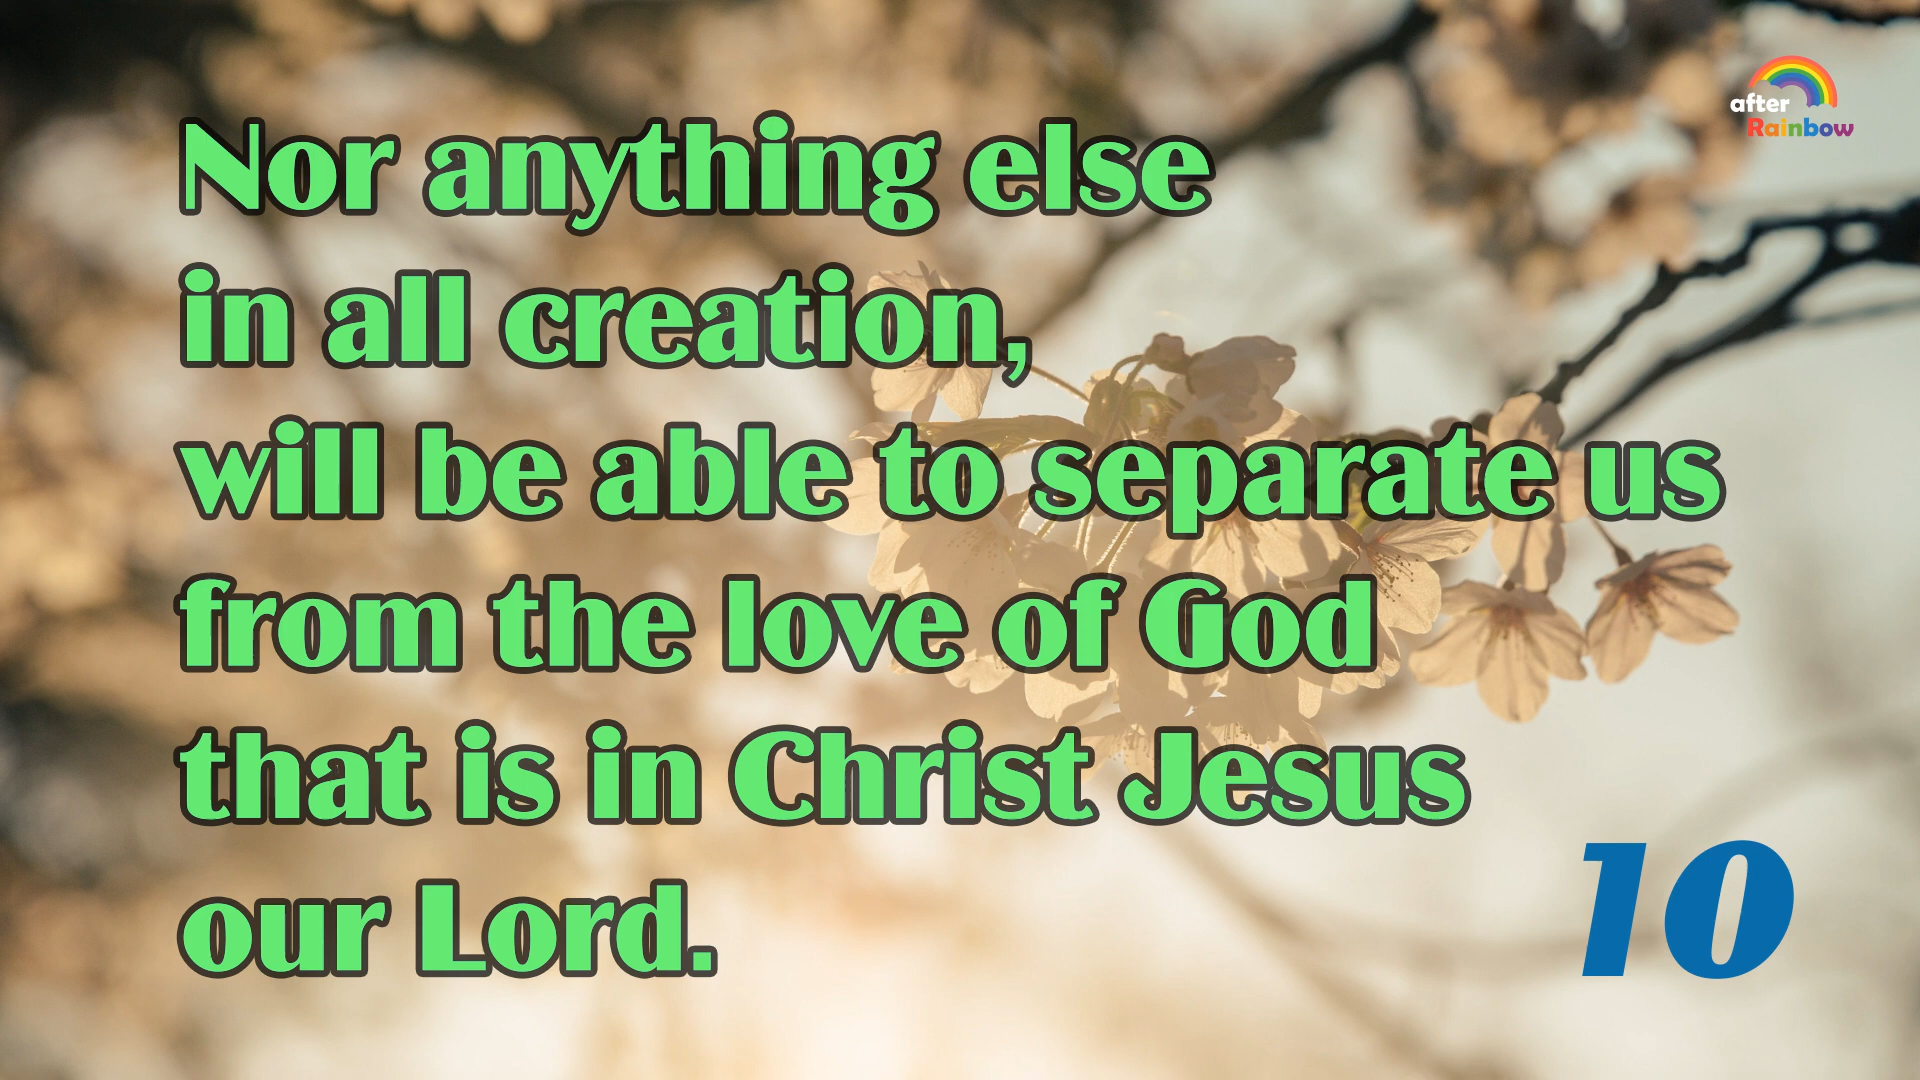 after
Rainbow
Nor anything else
in all creation,
will be able to separate us
from the love of God
that is in Christ Jesus
our Lord.
10